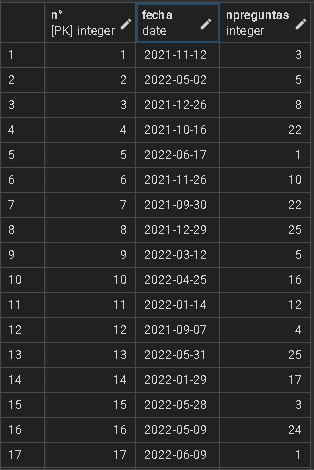 n° fecha npreguntas
[PK] integer date integer
1 1 2021-11-12 3
2 2 2022-05-02 5
3 3 2021-12-26 8
4 4 2021-10-16 22
5 5 2022-06-17 1
6 6 2021-11-26 10
7 7 2021-09-30 22
8 8 2021-12-29 25
9 9 2022-03-12 5
10 10 2022-04-25 16
11 11 2022-01-14 12
12 12 2021-09-07 4
13 13 2022-05-31 25
14 14 2022-01-29 17
15 15 2022-05-28 3
16 16 2022-05-09 24
17 17 2022-06-09 1